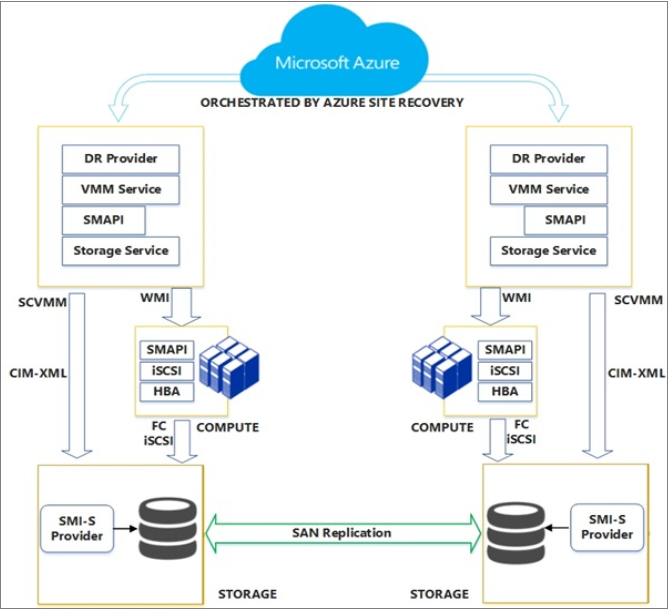 Microsoft Azure
ORCHESTRATED BY AZURE SITE RECOVERY
DR Provider
VMM Service
SMAPI
Storage Service
DR Provider
VMM Service
SMAPI
Storage Service
SCVMM
WMI
WMI
SCVMM
CIM-XML
SMAPI
iSCSI
HBA
SMAPI
iSCSI
HBA
CIM-XML
FC
iSCSI
COMPUTE
COMPUTE
FC
iSCSI
SMI-S
Provider
SAN Replication
SMI-S
Provider
STORAGE
STORAGE